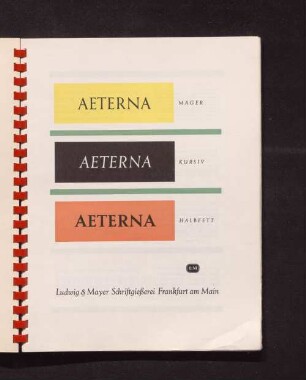 AETERNA MAGER
AETERNA KURSIV
AETERNA HALBFETT
LM
Ludwig & Mayer Schriftgießerei Frankfurt am Main